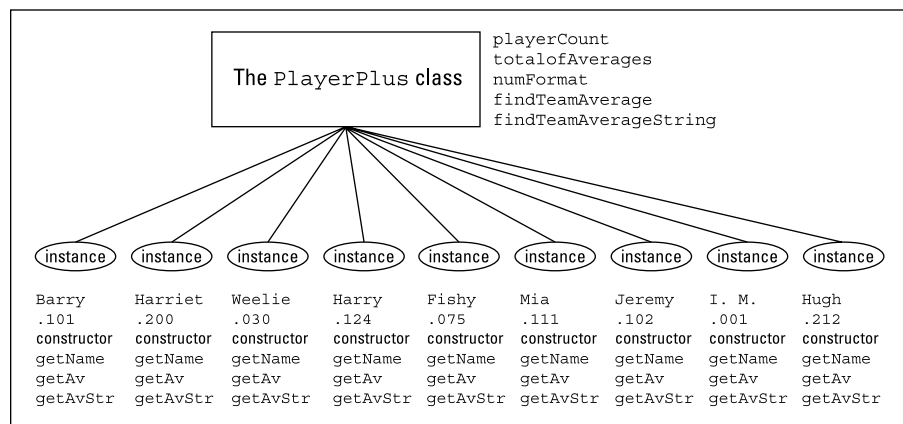 The PlayerPlus class
playerCount
totalofAverages
numFormat
findTeamAverage
findTeamAverageString
instance instance instance instance instance instance instance instance instance
Barry Harriet Weelie Harry Fishy Mia Jeremy I. M. Hugh
.101 .200 .030 .124 .075 .111 .102 .001 .212
constructor constructor constructor constructor constructor constructor constructor constructor constructor
getName getName getName getName getName getName getName getName getName
getAv getAv getAv getAv getAv getAv getAv getAv getAv
getAvStr getAvStr getAvStr getAvStr getAvStr getAvStr getAvStr getAvStr getAvStr